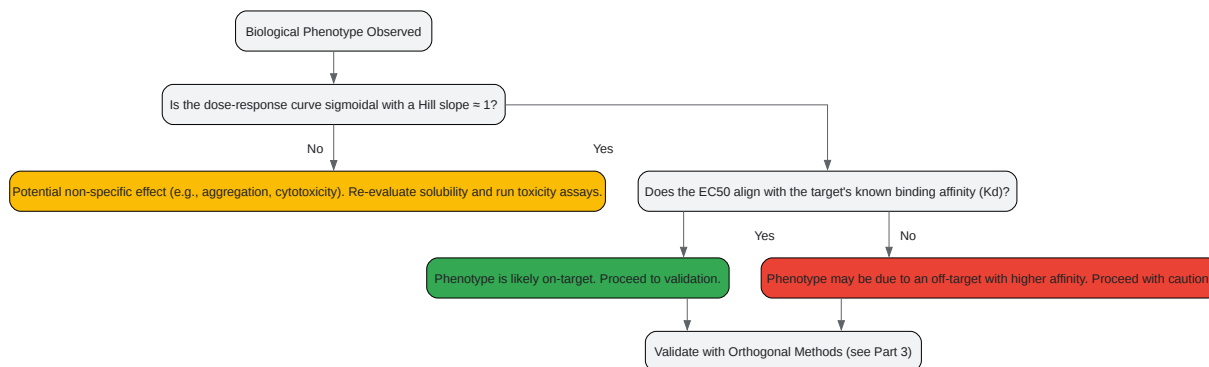 Biological Phenotype Observed
Is the dose-response curve sigmoidal with a Hill slope ≈ 1?
No
Yes
Potential non-specific effect (e.g., aggregation, cytotoxicity). Re-evaluate solubility and run toxicity assays.
Does the EC50 align with the target's known binding affinity (Kd)?
Yes
No
Phenotype is likely on-target. Proceed to validation.
Phenotype may be due to an off-target with higher affinity. Proceed with caution
Validate with Orthogonal Methods (see Part 3)